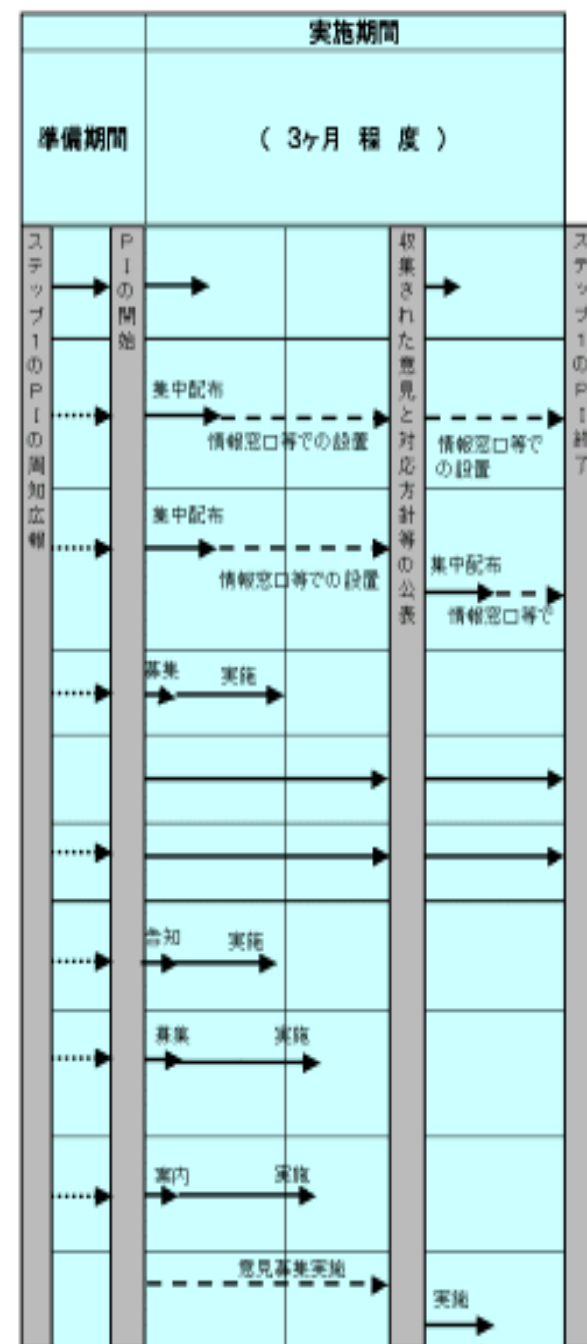 実施期間
準備期間
( 3ヶ月 程 度 )
ステップ1のPIの周知広報
PIの開始
収集された意見と対応方針等の公表
ステップ1のPI終了
集中配布
情報窓口等での設置
情報窓口等で
の設置
集中配布
情報窓口等での設置
集中配布
情報窓口等で
募集
実施
告知
実施
募集
実施
案内
実施
意見募集実施
実施